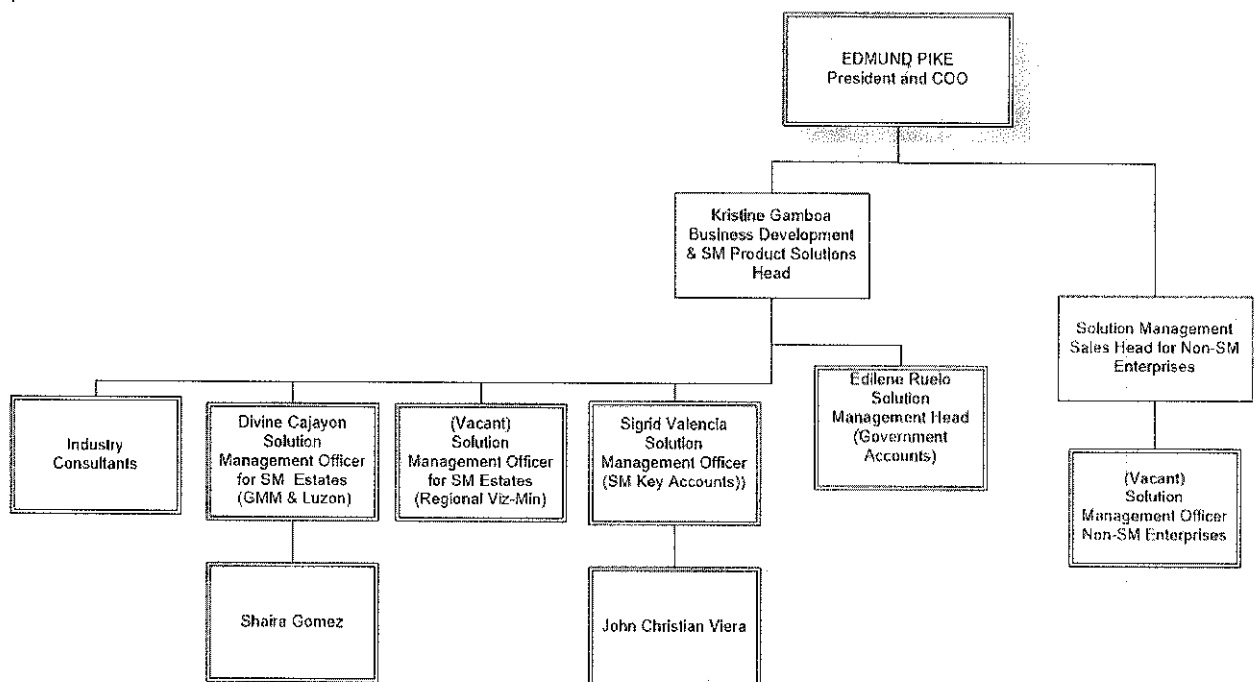 EDMUND PIKE
President and COO
Kristine Gamboa
Business Development
& SM Product Solutions
Head
Solution Management
Sales Head for Non-SM
Enterprises
Edilene Ruelo
Solution
Management Head
(Government
Accounts)
Industry
Consultants
Divine Cajayon
Solution
Management Officer
for SM Estates
(GMM & Luzon)
(Vacant)
Solution
Management Officer
for SM Estates
(Regional Viz-Min)
Sigrid Valencia
Solution
Management Officer
(SM Key Accounts))
(Vacant)
Solution
Management Officer
Non-SM Enterprises
Shaira Gomez
John Christian Viera